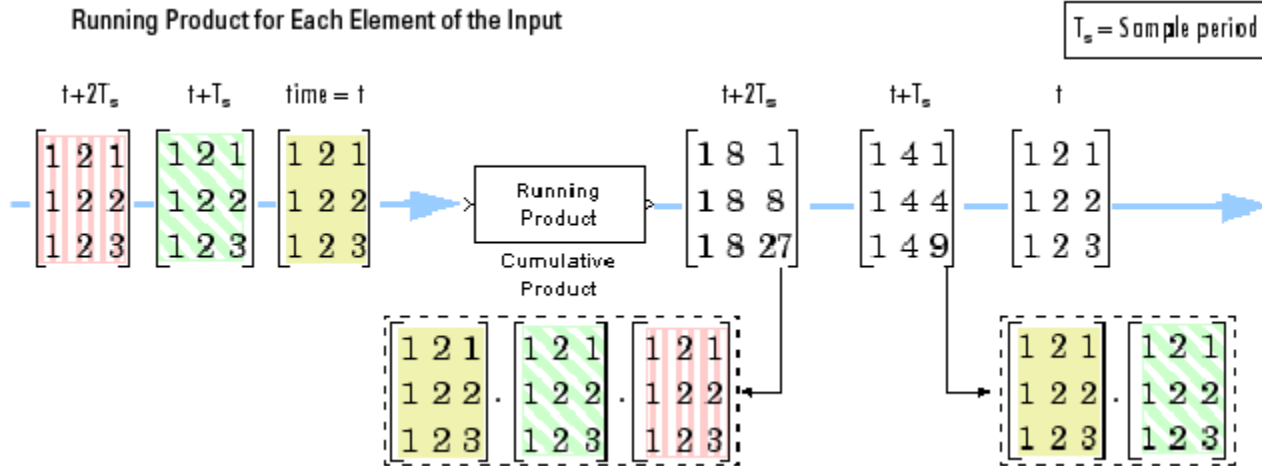 Running Product for Each Element of the Input
Tₛ = Sample period
t+2Tₛ t+Tₛ time = t t+2Tₛ t+Tₛ t
1 2 1 1 2 1 1 2 1 1 8 1 1 4 1 1 2 1
1 2 2 1 2 2 1 2 2 Running 1 8 8 1 4 4 1 2 2
Product
1 2 3 1 2 3 1 2 3 1 8 27 1 4 9 1 2 3
Cumulative
Product
1 2 1 1 2 1 1 2 1 1 2 1 1 2 1
1 2 2 . 1 2 2 . 1 2 2 1 2 2 . 1 2 2
1 2 3 1 2 3 1 2 3 1 2 3 1 2 3